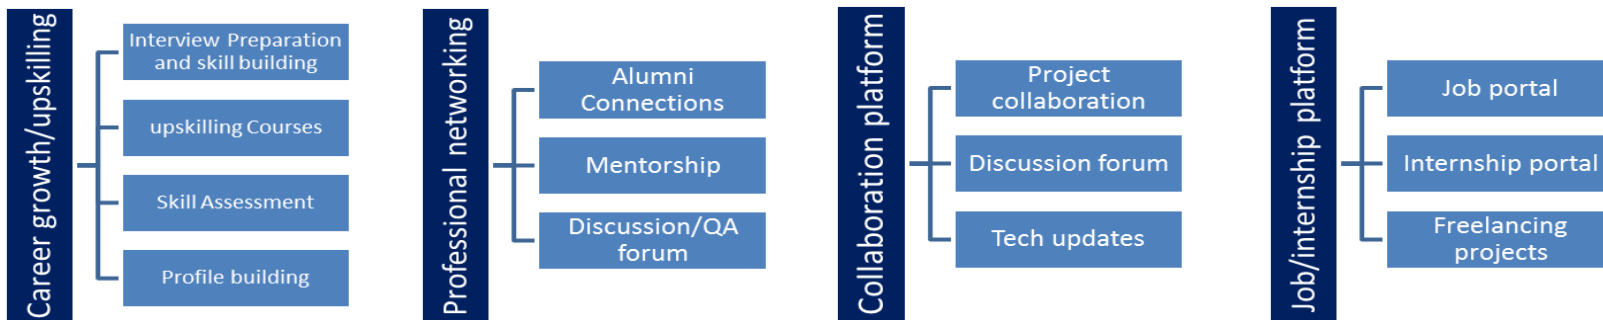 Career growth/upskilling
Interview Preparation
and skill building
upskilling Courses
Skill Assessment
Profile building
Professional networking
Alumni
Connections
Mentorship
Discussion/QA
forum
Collaboration platform
Project
collaboration
Discussion forum
Tech updates
Job/internship platform
Job portal
Internship portal
Freelancing
projects